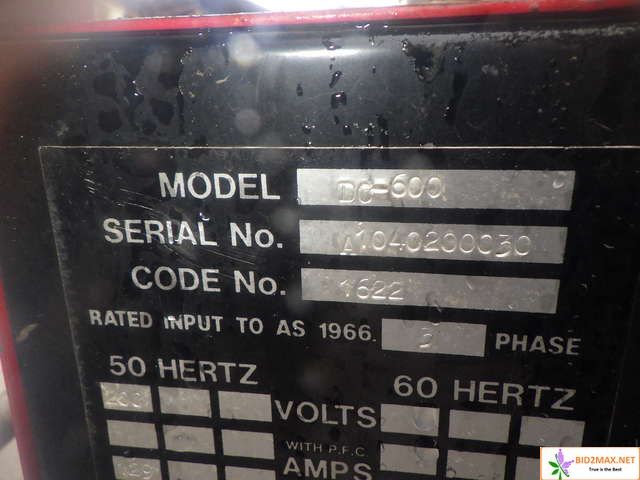 MODEL DC-600
SERIAL No. A1040200030
CODE No. 1622
RATED INPUT TO AS 1966. 3 PHASE
50 HERTZ 60 HERTZ
VOLTS
WITH P.F.C.
AMPS
BID2MAX.NET
True is the Best